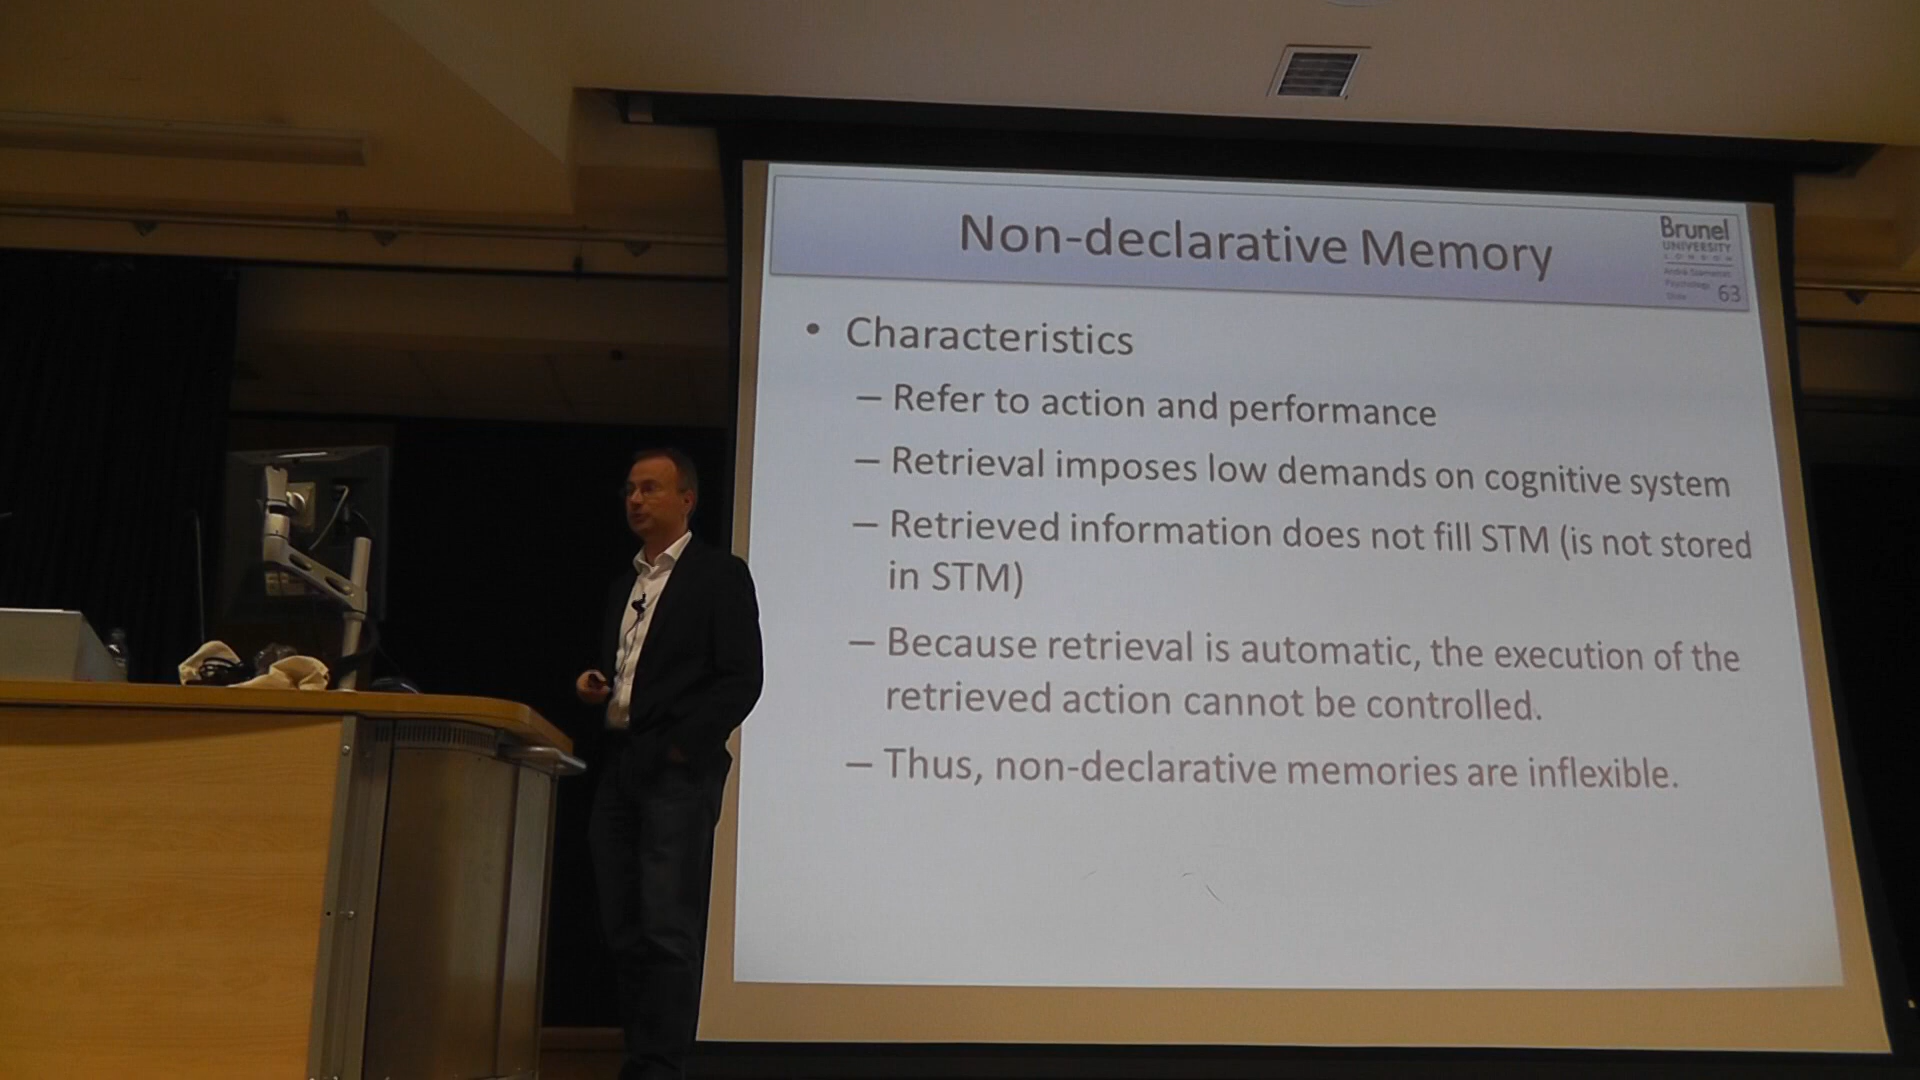 Non-declarative Memory
Brunel
UNIVERSITY
LONDON
Psychology
63
• Characteristics
– Refer to action and performance
– Retrieval imposes low demands on cognitive system
– Retrieved information does not fill STM (is not stored
in STM)
– Because retrieval is automatic, the execution of the
retrieved action cannot be controlled.
– Thus, non-declarative memories are inflexible.